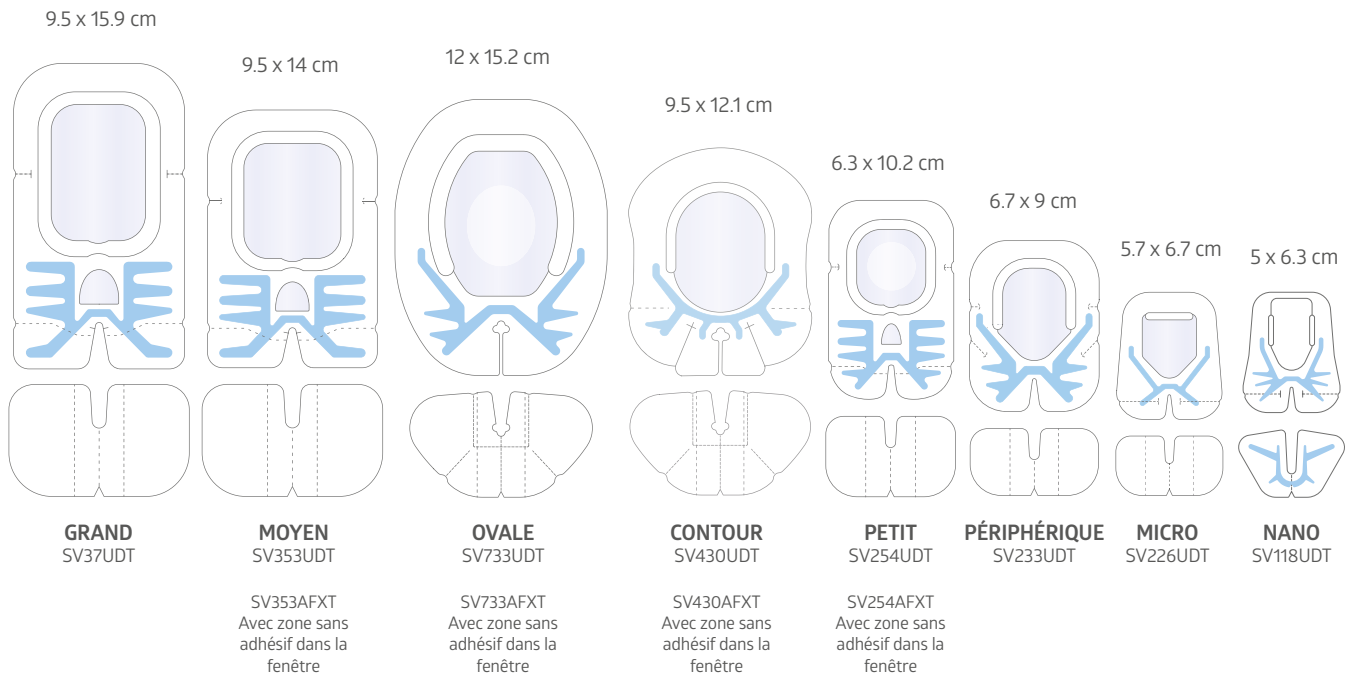 9.5 x 15.9 cm
9.5 x 14 cm
12 x 15.2 cm
9.5 x 12.1 cm
6.3 x 10.2 cm
6.7 x 9 cm
5.7 x 6.7 cm
5 x 6.3 cm
GRAND
SV37UDT
MOYEN
SV353UDT
SV353AFXT
Avec zone sans
adhésif dans la
fenêtre
OVALE
SV733UDT
SV733AFXT
Avec zone sans
adhésif dans la
fenêtre
CONTOUR
SV430UDT
SV430AFXT
Avec zone sans
adhésif dans la
fenêtre
PETIT
SV254UDT
SV254AFXT
Avec zone sans
adhésif dans la
fenêtre
PÉRIPHÉRIQUE
SV233UDT
MICRO
SV226UDT
NANO
SV118UDT